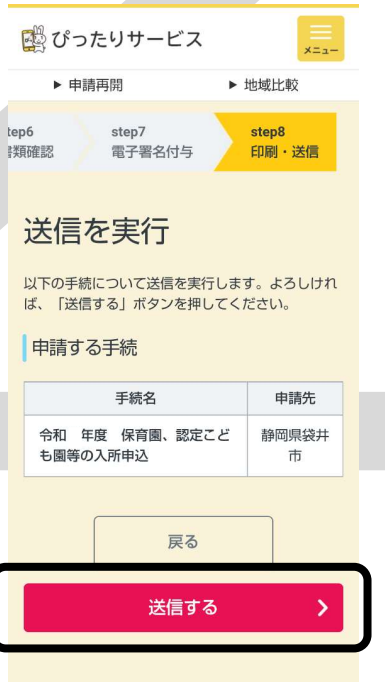 ぴったりサービス
メニュー
▶ 申請再開 ▶ 地域比較
tep6 step7 step8
類確認 電子署名付与 印刷・送信
送信を実行
以下の手続について送信を実行します。よろしけれ
ば、「送信する」ボタンを押してください。
申請する手続
手続名 申請先
令和 年度 保育園、認定こど 静岡県袋井
も園等の入所申込 市
戻る
送信する